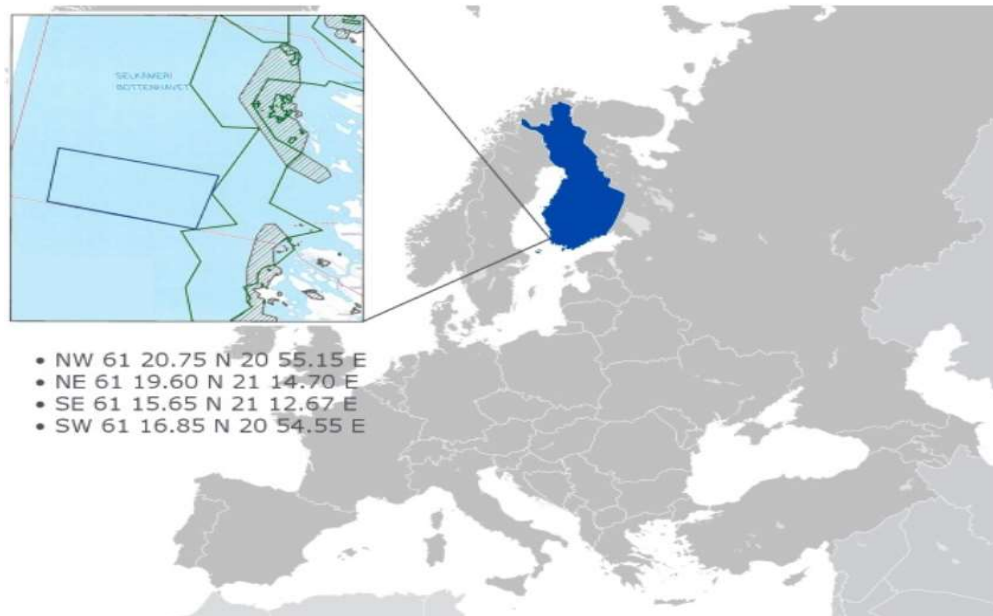 SELKÄMERI
BOTTENHAVET
• NW 61 20.75 N 20 55.15 E
• NE 61 19.60 N 21 14.70 E
• SE 61 15.65 N 21 12.67 E
• SW 61 16.85 N 20 54.55 E